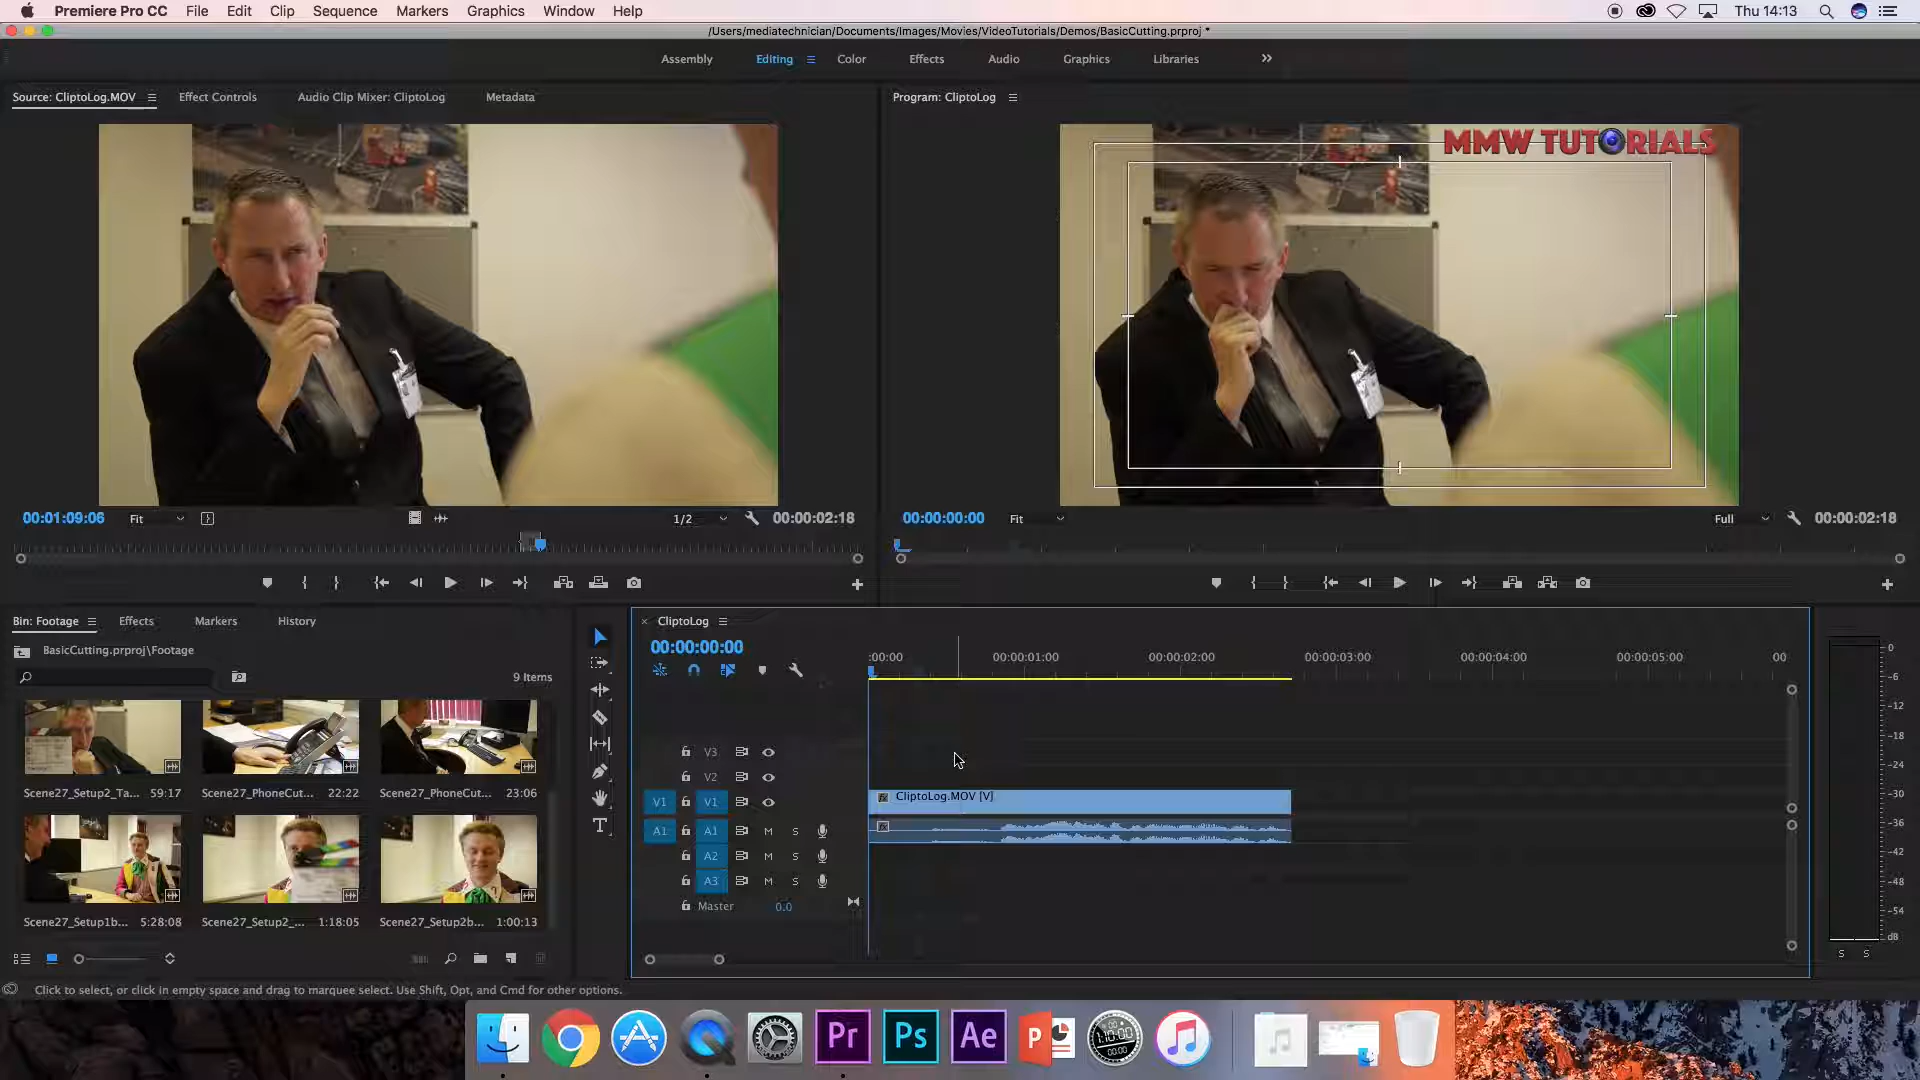 Premiere Pro CC File Edit Clip Sequence Markers Graphics Window Help Thu 14:13
/Users/mediatechnician/Documents/Images/Movies/VideoTutorials/Demos/BasicCutting.prproj *
Assembly Editing Color Effects Audio Graphics Libraries
Source: CliptoLog.MOV Effect Controls Audio Clip Mixer: CliptoLog Metadata
Program: CliptoLog
MMW TUTORIALS
00:01:09:06 Fit 1/2 00:00:02:18
00:00:00:00 Fit Full 00:00:02:18
Bin: Footage Effects Markers History
BasicCutting.prproj\Footage
9 Items
Scene27_Setup2_Ta... 59:17
Scene27_PhoneCut... 22:22
Scene27_PhoneCut... 23:06
Scene27_Setup1b... 5:28:08
Scene27_Setup2_... 1:18:05
Scene27_Setup2b... 1:00:13
CliptoLog
00:00:00:00
:00:00 00:00:01:00 00:00:02:00 00:00:03:00 00:00:04:00 00:00:05:00 00
V3
V2
V1 V1 CliptoLog.MOV [V]
A1 A1 M S
A2 M S
A3 M S
Master 0.0
0
-6
-12
-18
-24
-30
-36
-42
-48
-54
dB
S S
Click to select, or click in empty space and drag to marquee select. Use Shift, Opt, and Cmd for other options.
Pr Ps Ae P